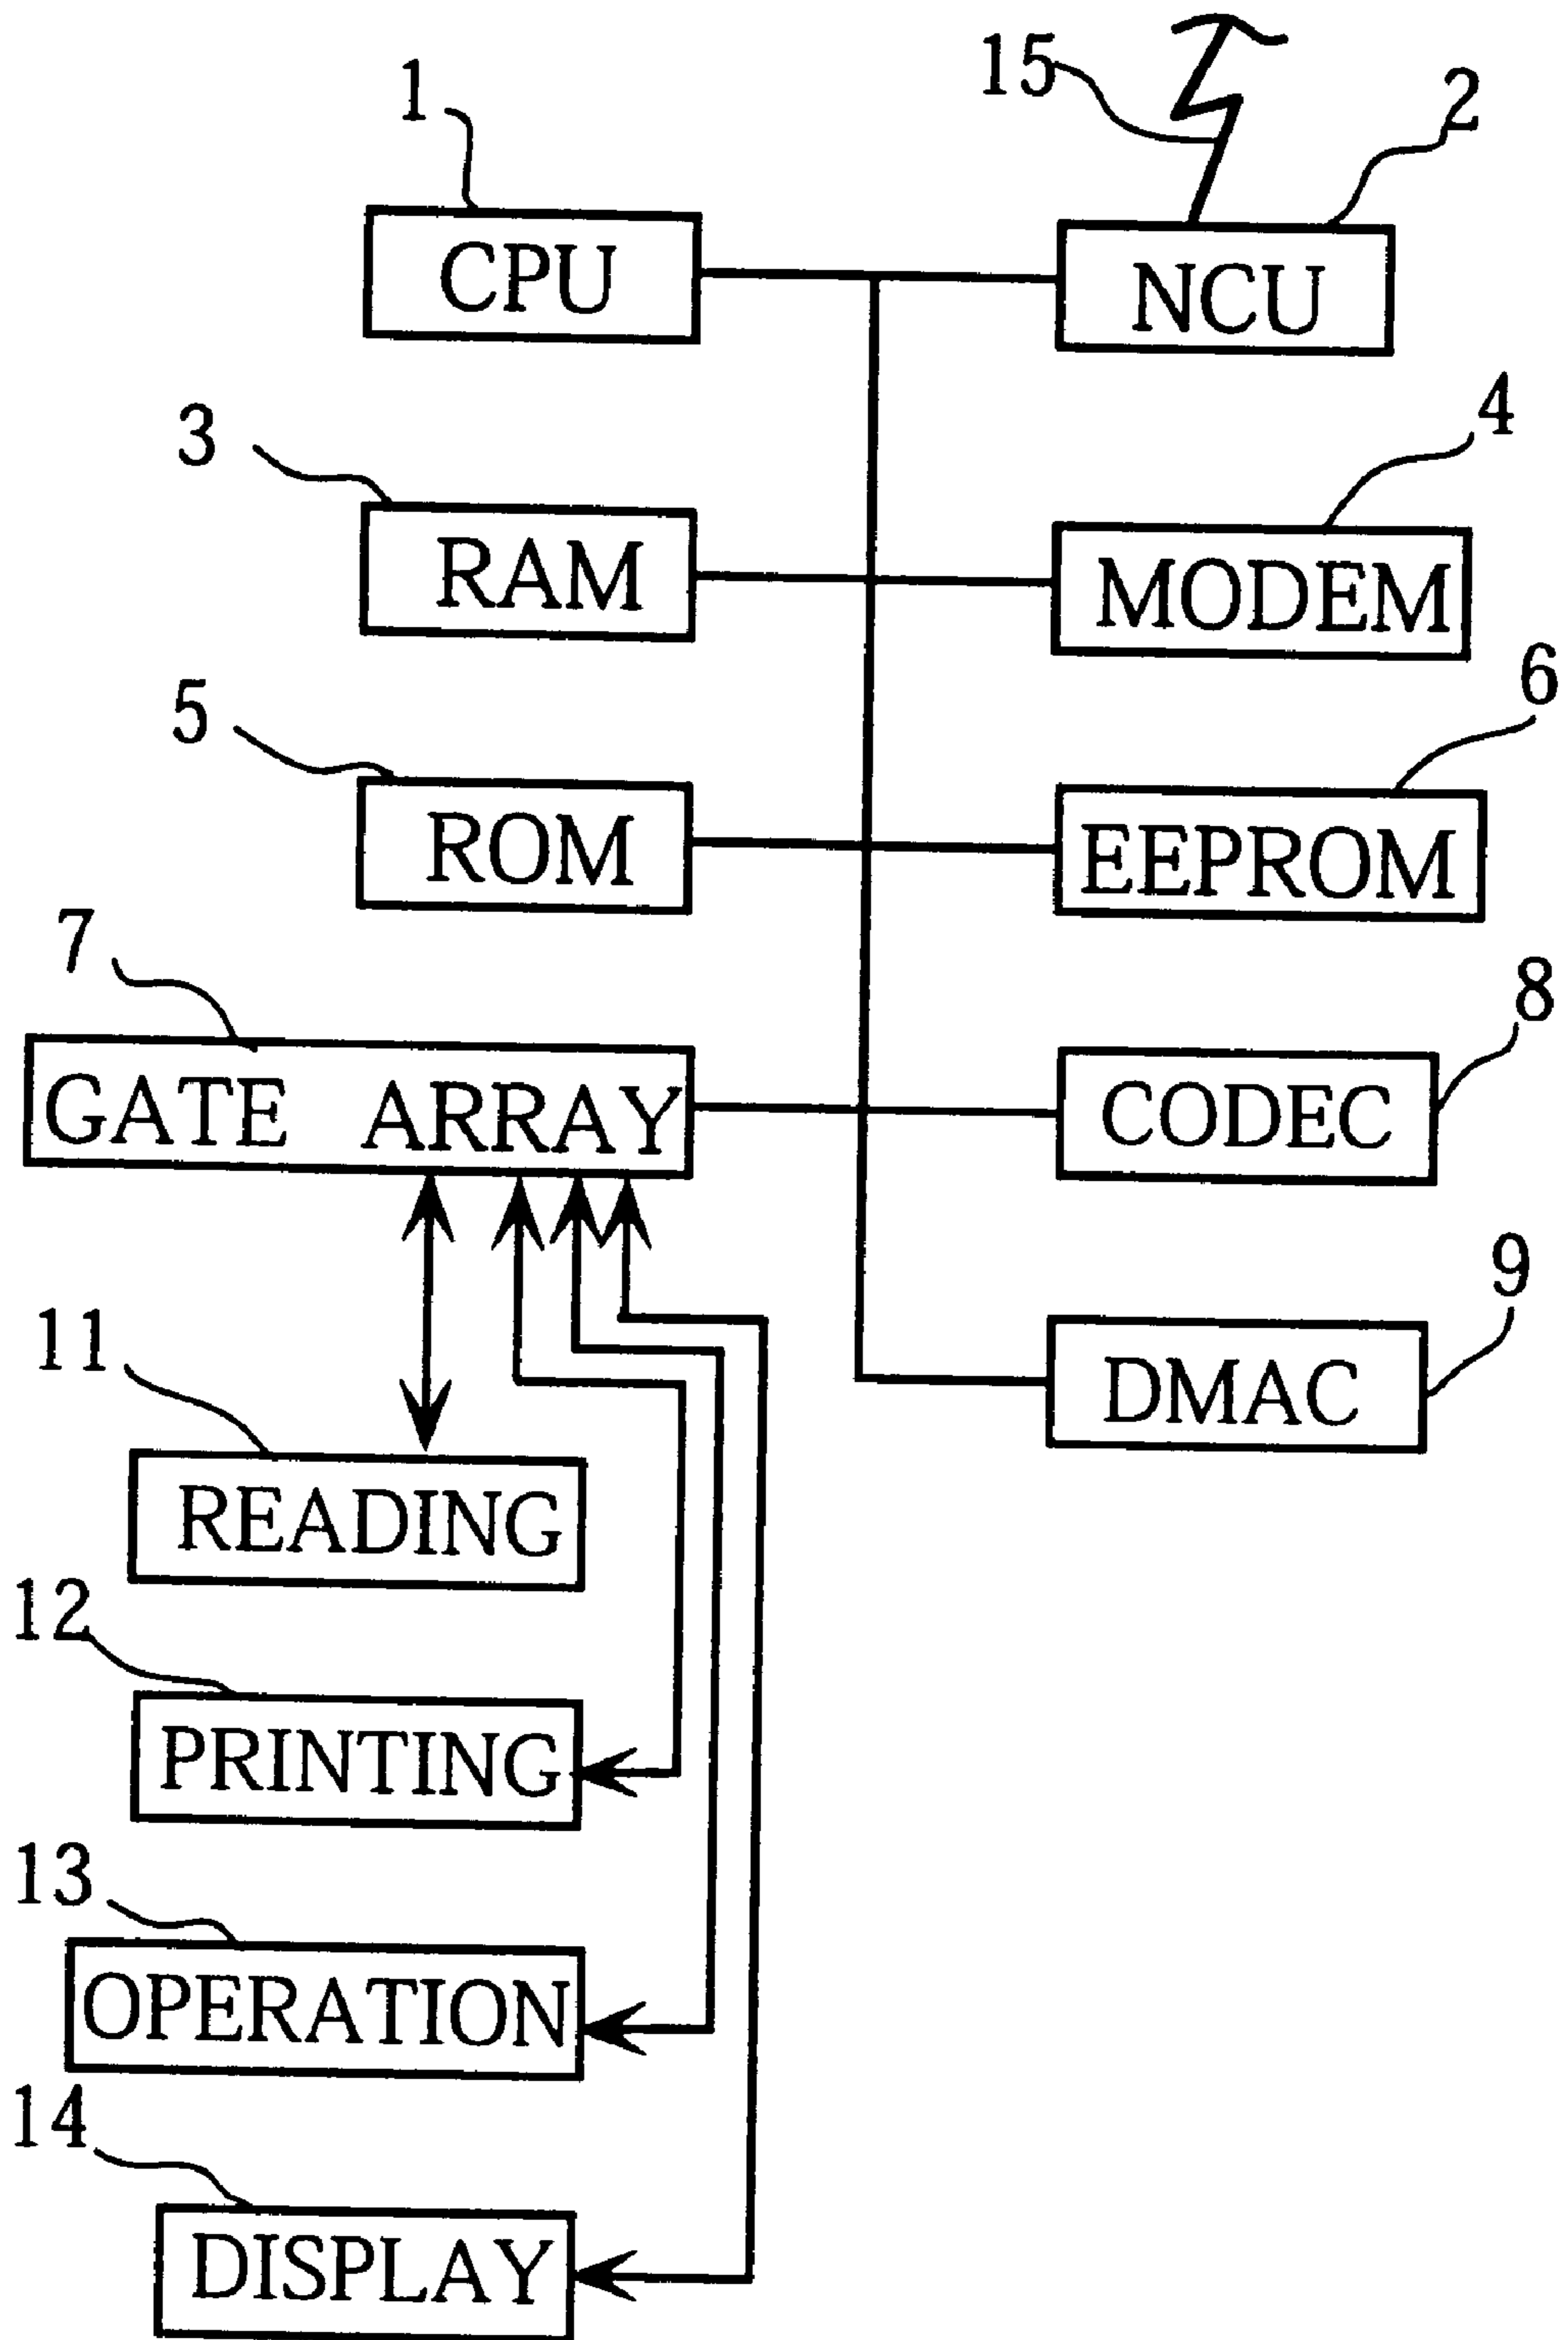 15
1
2
CPU
NCU
3
4
RAM
MODEM
5
6
ROM
EEPROM
7
8
GATE ARRAY
CODEC
9
11
DMAC
READING
12
PRINTING
13
OPERATION
14
DISPLAY